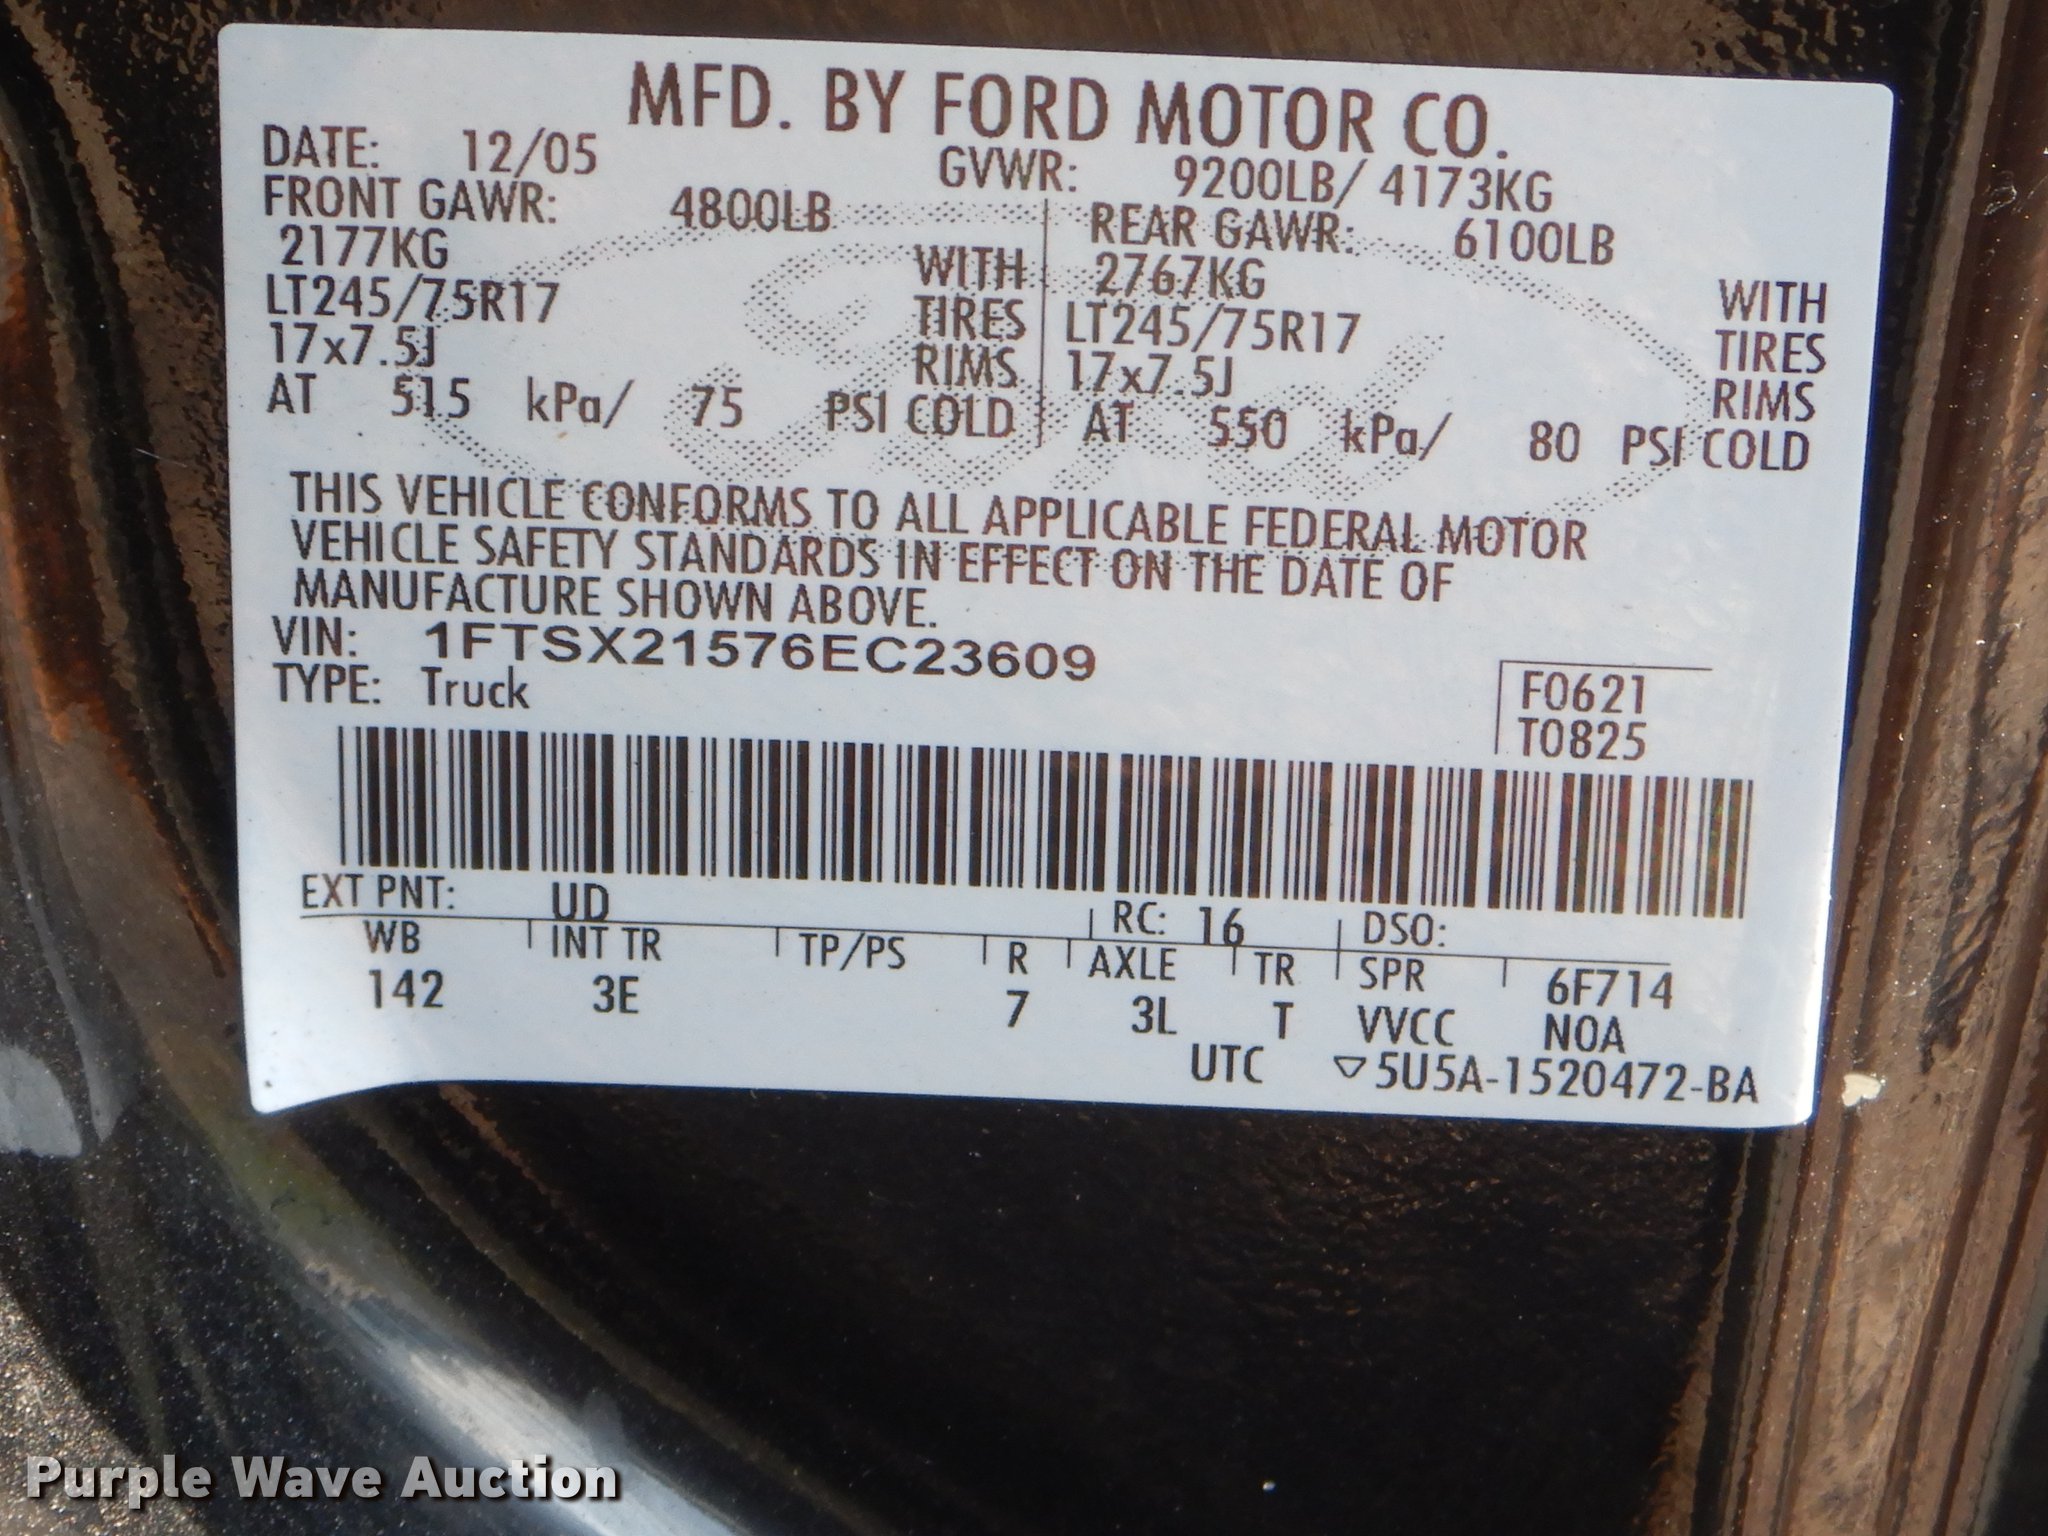 MFD. BY FORD MOTOR CO.
DATE: 12/05 GVWR: 9200LB/ 4173KG
FRONT GAWR: 4800LB REAR GAWR: 6100LB
2177KG WITH 2767KG WITH
LT245/75R17 TIRES LT245/75R17 TIRES
17x7.5J RIMS 17x7.5J RIMS
AT 515 kPa/ 75 PSI COLD AT 550 kPa/ 80 PSI COLD
THIS VEHICLE CONFORMS TO ALL APPLICABLE FEDERAL MOTOR
VEHICLE SAFETY STANDARDS IN EFFECT ON THE DATE OF
MANUFACTURE SHOWN ABOVE.
VIN: 1FTSX21576EC23609
TYPE: Truck
F0621
T0825
EXT PNT: UD RC: 16 DSO:
WB INT TR TP/PS R AXLE TR SPR 6F714
142 3E 7 3L T VVCC NOA
UTC ▽5U5A-1520472-BA
Purple Wave Auction